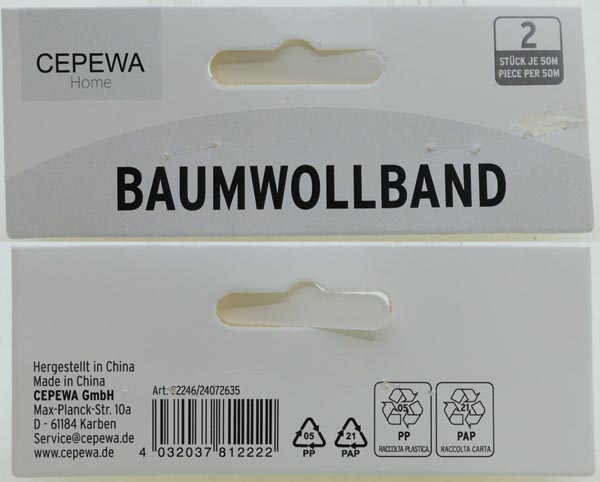 CEPEWA
Home
2
STÜCK JE 50M
PIECE PER 50M
BAUMWOLLBAND
Hergestellt in China
Made in China
CEPEWA GmbH
Max-Planck-Str. 10a
D - 61184 Karben
Service@cepewa.de
www.cepewa.de
Art. 82246/24072635
4 032037 812222
05
PP
21
PAP
05
PP
RACCOLTA PLASTICA
21
PAP
RACCOLTA CARTA